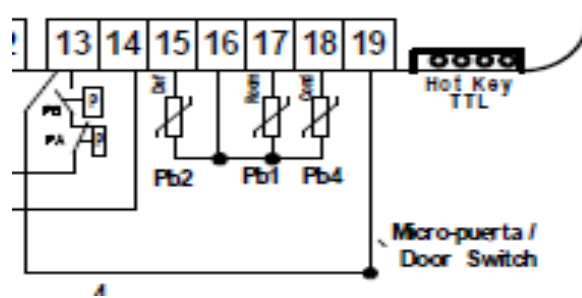 13 14 15 16 17 18 19
Def
Room
Cond
Hot Key
TTL
PB
P
PA
P
Pb2 Pb1 Pb4
Micro-puerta /
Door Switch